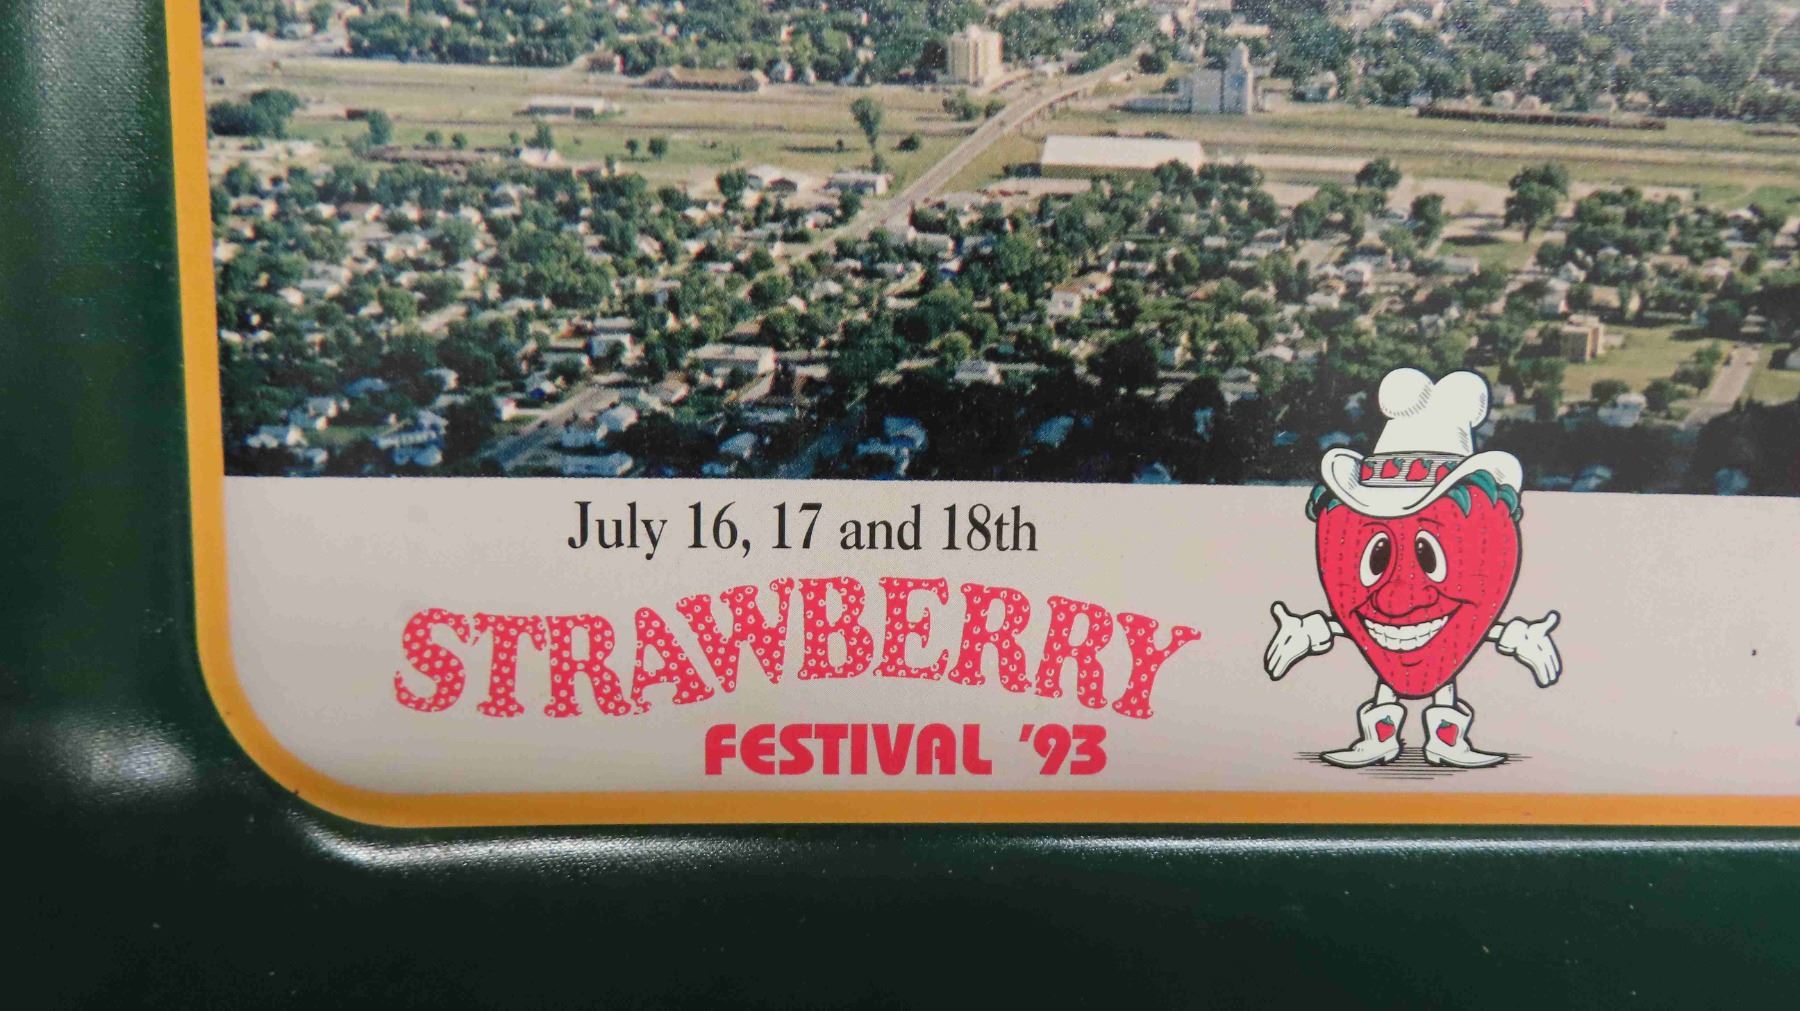 July 16, 17 and 18th
STRAWBERRY
FESTIVAL '93